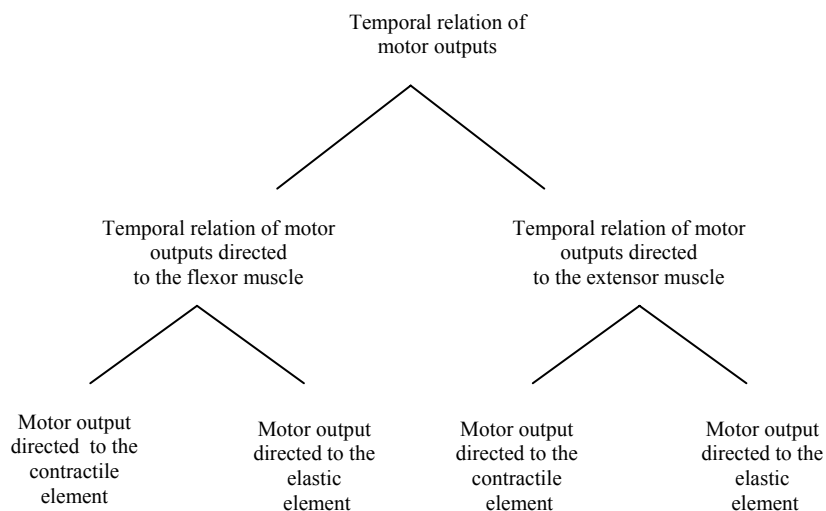 Temporal relation of
motor outputs
Temporal relation of motor
outputs directed
to the flexor muscle
Temporal relation of motor
outputs directed
to the extensor muscle
Motor output
directed to the
contractile
element
Motor output
directed to the
elastic
element
Motor output
directed to the
contractile
element
Motor output
directed to the
elastic
element